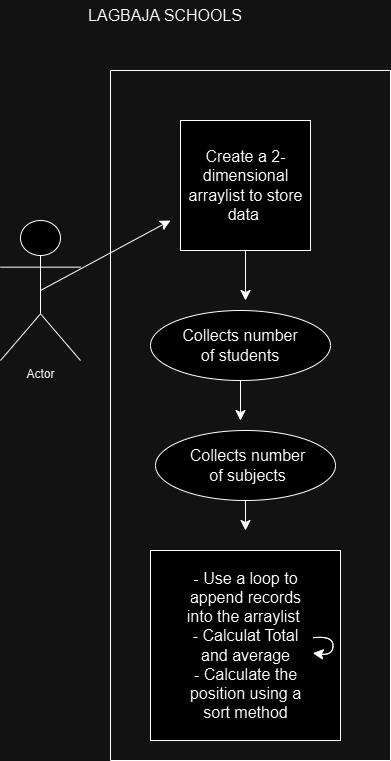 LAGBAJA SCHOOLS
Create a 2-
dimensional
arraylist to store
data
Collects number
of students
Actor
Collects number
of subjects
- Use a loop to
append records
into the arraylist
- Calculat Total
and average
- Calculate the
position using a
sort method